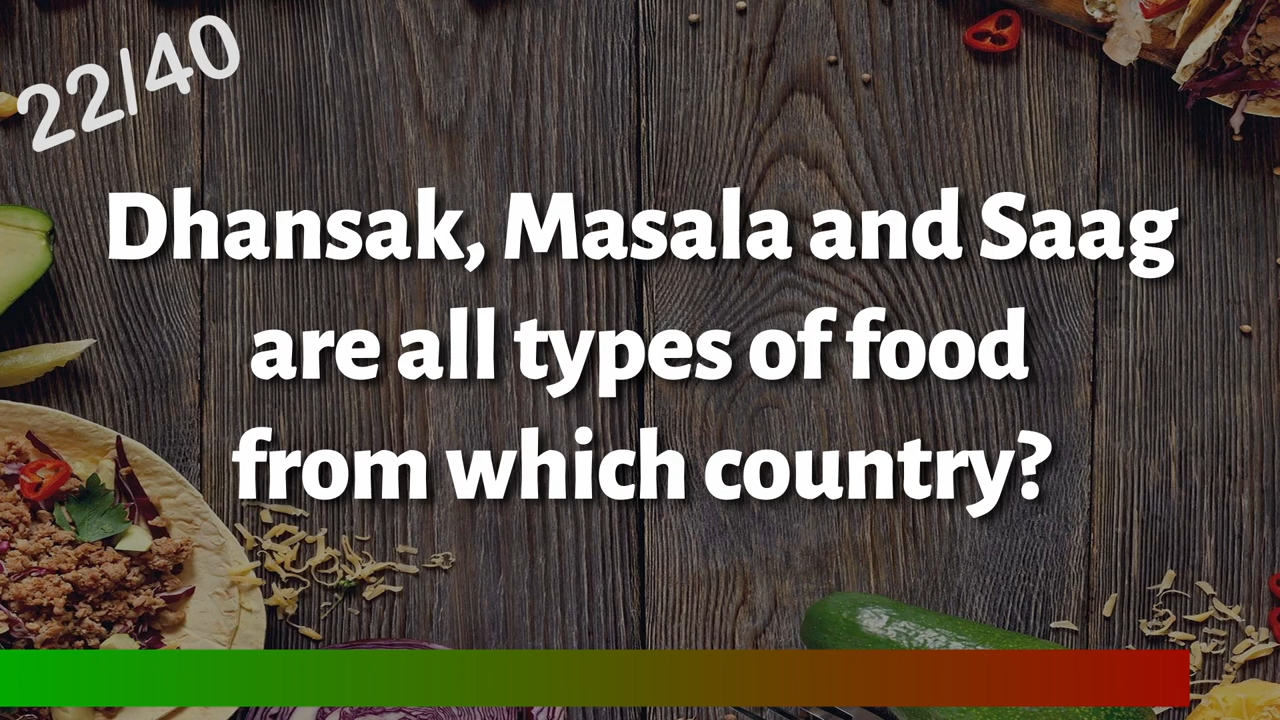 22/40
Dhansak, Masala and Saag
are all types of food
from which country?